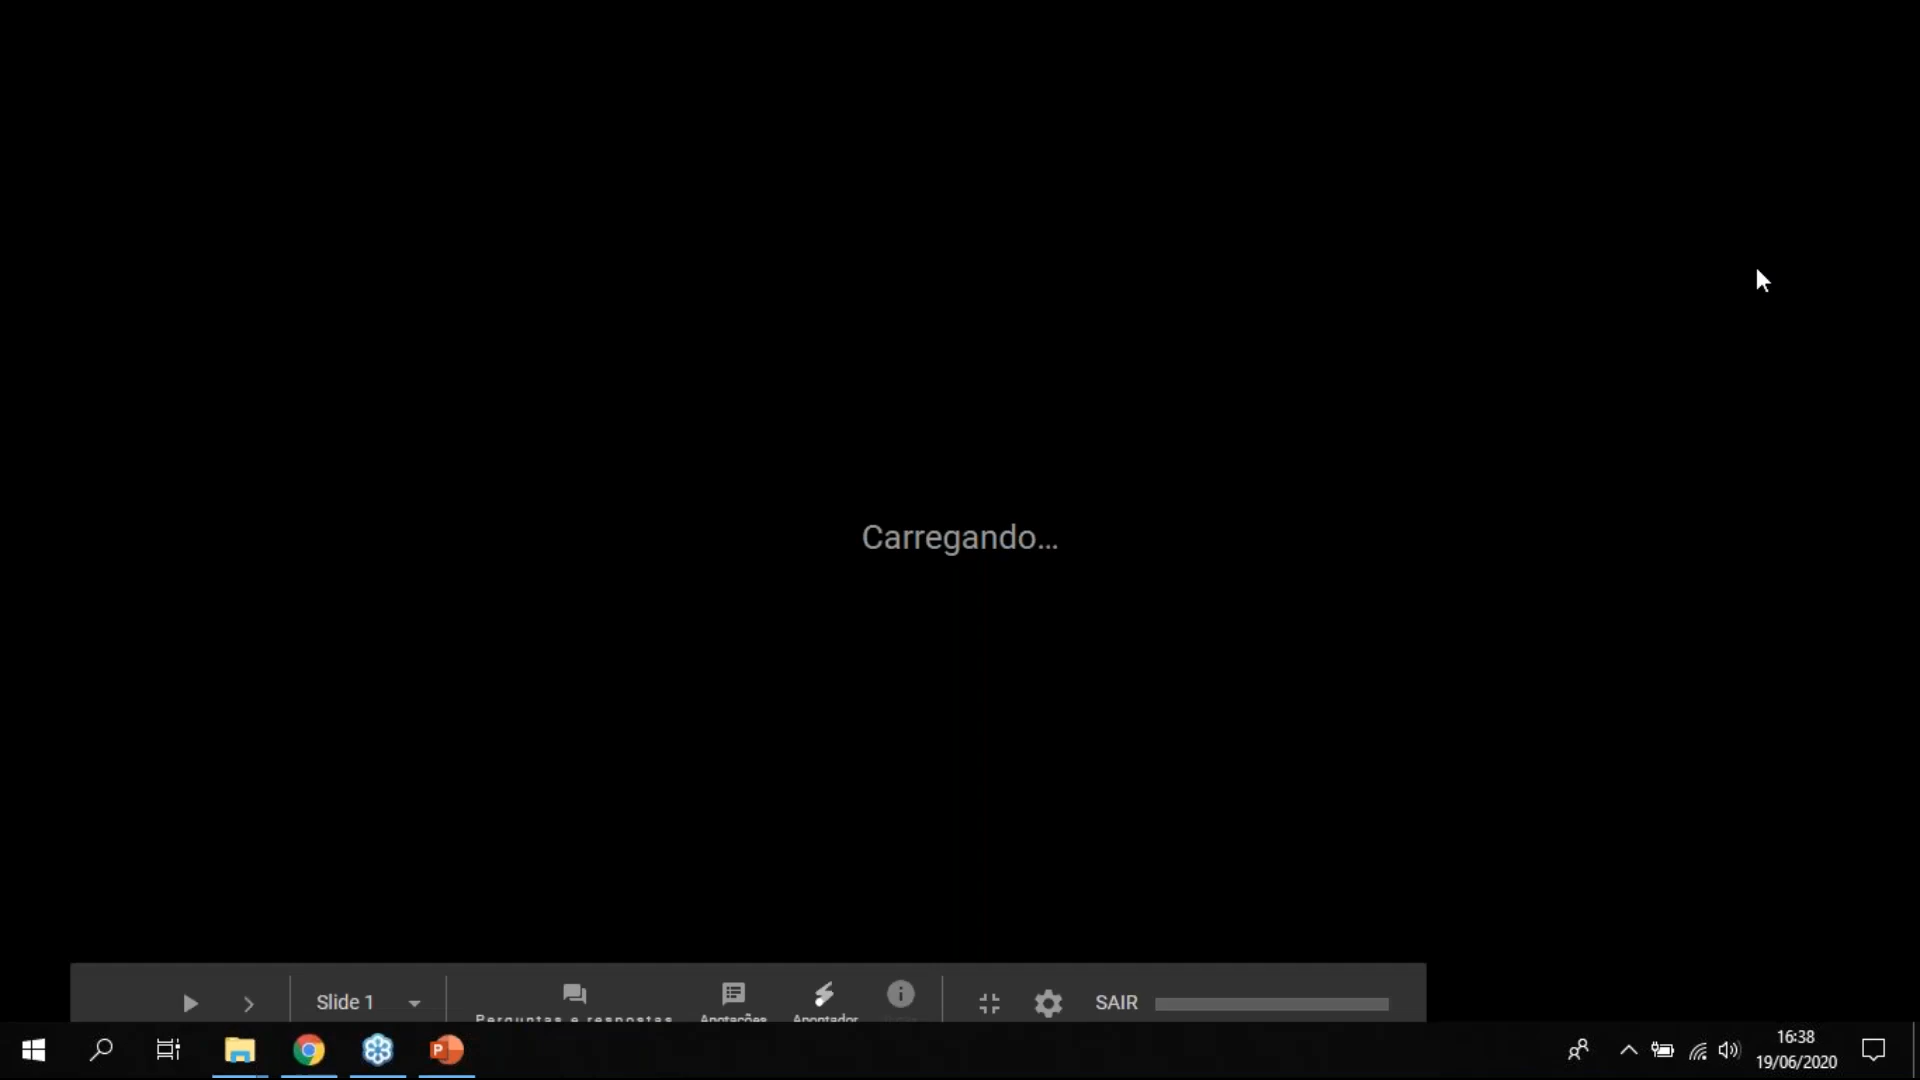 Carregando...
Slide 1
Perguntas e respostas
Anotações
Apontador
SAIR
16:38
19/06/2020